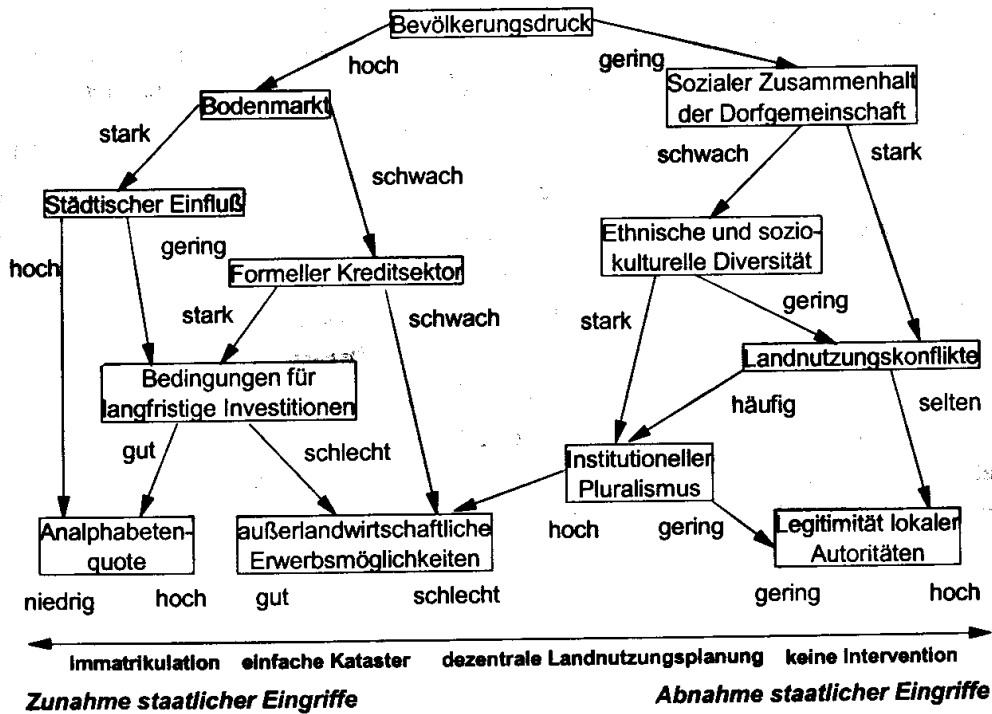 Bevölkerungsdruck
hoch
gering
Bodenmarkt
Sozialer Zusammenhalt
der Dorfgemeinschaft
stark
schwach
schwach
stark
Städtischer Einfluß
hoch
gering
Formeller Kreditsektor
Ethnische und sozio-
kulturelle Diversität
stark
schwach
stark
gering
Landnutzungskonflikte
Bedingungen für
langfristige Investitionen
häufig
selten
gut
schlecht
Institutioneller
Pluralismus
hoch
gering
Analphabeten-
quote
außerlandwirtschaftliche
Erwerbsmöglichkeiten
Legitimität lokaler
Autoritäten
niedrig
hoch
gut
schlecht
gering
hoch
Immatrikulation
einfache Kataster
dezentrale Landnutzungsplanung
keine Intervention
Zunahme staatlicher Eingriffe
Abnahme staatlicher Eingriffe